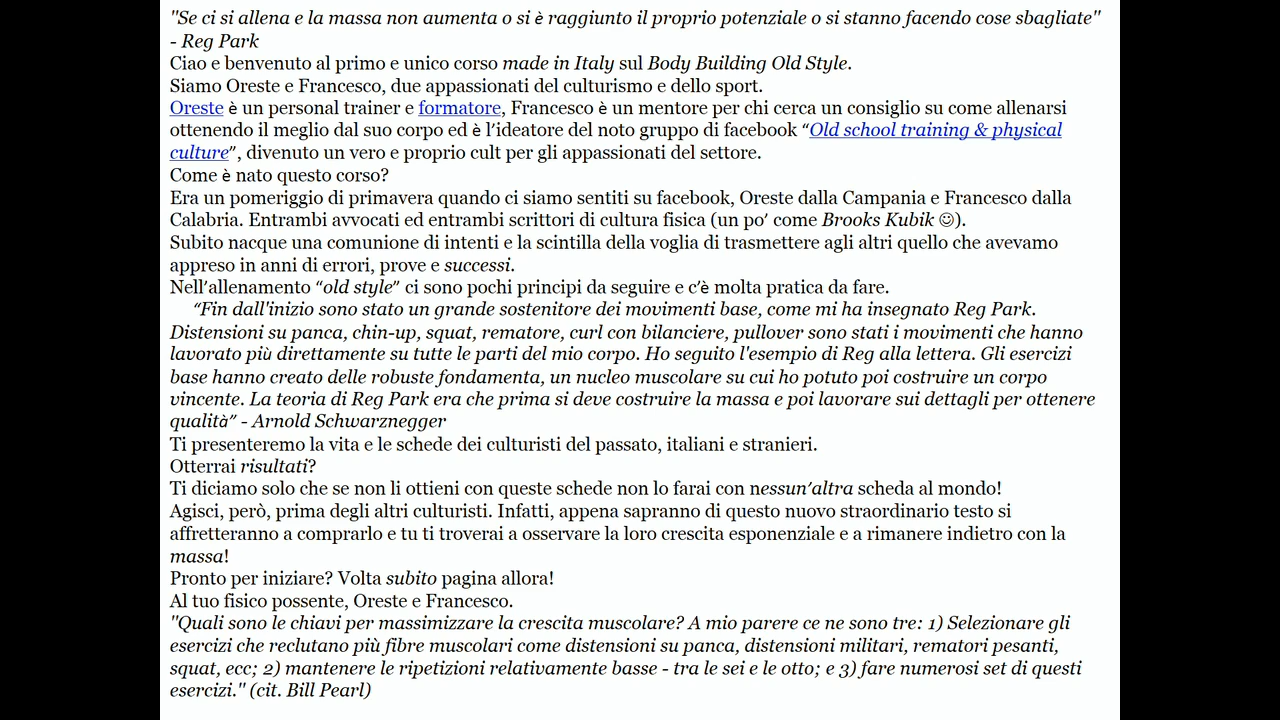 "Se ci si allena e la massa non aumenta o si è raggiunto il proprio potenziale o si stanno facendo cose sbagliate"
- Reg Park
Ciao e benvenuto al primo e unico corso made in Italy sul Body Building Old Style.
Siamo Oreste e Francesco, due appassionati del culturismo e dello sport.
Oreste è un personal trainer e formatore, Francesco è un mentore per chi cerca un consiglio su come allenarsi
ottenendo il meglio dal suo corpo ed è l'ideatore del noto gruppo di facebook “Old school training & physical
culture”, divenuto un vero e proprio cult per gli appassionati del settore.
Come è nato questo corso?
Era un pomeriggio di primavera quando ci siamo sentiti su facebook, Oreste dalla Campania e Francesco dalla
Calabria. Entrambi avvocati ed entrambi scrittori di cultura fisica (un po' come Brooks Kubik ☺).
Subito nacque una comunione di intenti e la scintilla della voglia di trasmettere agli altri quello che avevamo
appreso in anni di errori, prove e successi.
Nell'allenamento “old style” ci sono pochi principi da seguire e c'è molta pratica da fare.
“Fin dall'inizio sono stato un grande sostenitore dei movimenti base, come mi ha insegnato Reg Park.
Distensioni su panca, chin-up, squat, rematore, curl con bilanciere, pullover sono stati i movimenti che hanno
lavorato più direttamente su tutte le parti del mio corpo. Ho seguito l'esempio di Reg alla lettera. Gli esercizi
base hanno creato delle robuste fondamenta, un nucleo muscolare su cui ho potuto poi costruire un corpo
vincente. La teoria di Reg Park era che prima si deve costruire la massa e poi lavorare sui dettagli per ottenere
qualità” - Arnold Schwarznegger
Ti presenteremo la vita e le schede dei culturisti del passato, italiani e stranieri.
Otterrai risultati?
Ti diciamo solo che se non li ottieni con queste schede non lo farai con nessun'altra scheda al mondo!
Agisci, però, prima degli altri culturisti. Infatti, appena sapranno di questo nuovo straordinario testo si
affretteranno a comprarlo e tu ti troverai a osservare la loro crescita esponenziale e a rimanere indietro con la
massa!
Pronto per iniziare? Volta subito pagina allora!
Al tuo fisico possente, Oreste e Francesco.
"Quali sono le chiavi per massimizzare la crescita muscolare? A mio parere ce ne sono tre: 1) Selezionare gli
esercizi che reclutano più fibre muscolari come distensioni su panca, distensioni militari, rematori pesanti,
squat, ecc; 2) mantenere le ripetizioni relativamente basse - tra le sei e le otto; e 3) fare numerosi set di questi
esercizi." (cit. Bill Pearl)